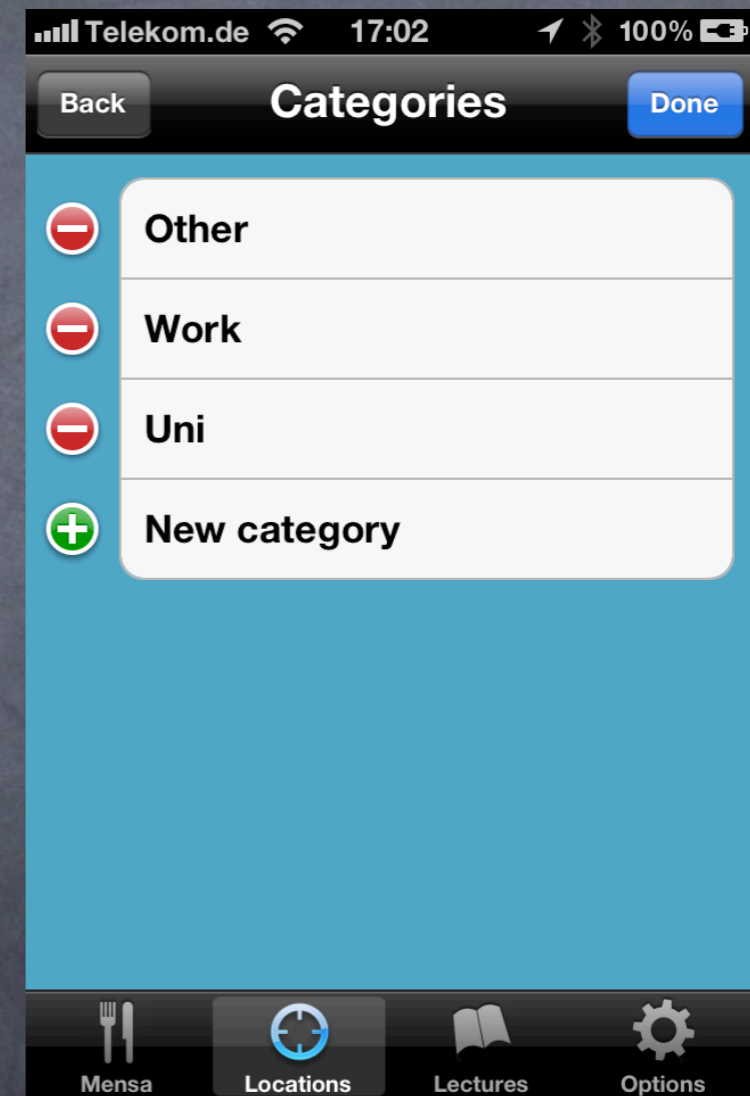 Telekom.de 17:02 100%
Back Categories Done
Other
Work
Uni
New category
Mensa Locations Lectures Options